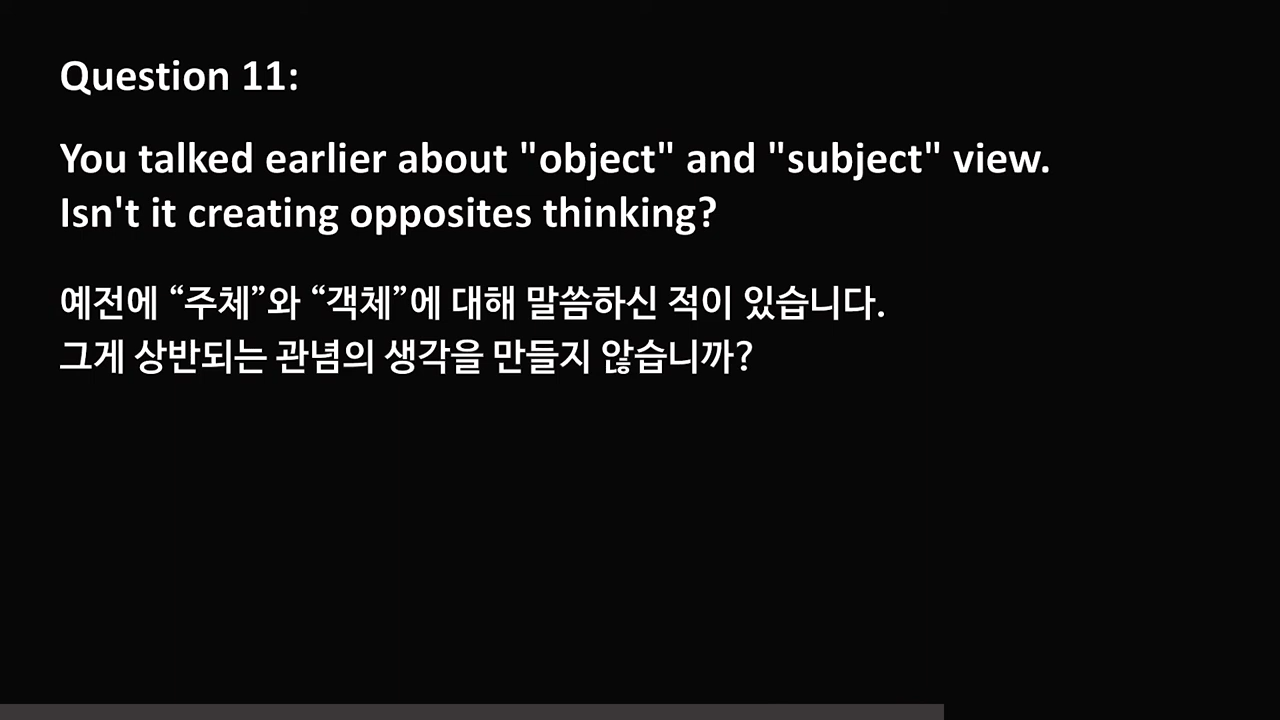 Question 11:
You talked earlier about "object" and "subject" view.
Isn't it creating opposites thinking?
예전에 “주체”와 “객체”에 대해 말씀하신 적이 있습니다.
그게 상반되는 관념의 생각을 만들지 않습니까?